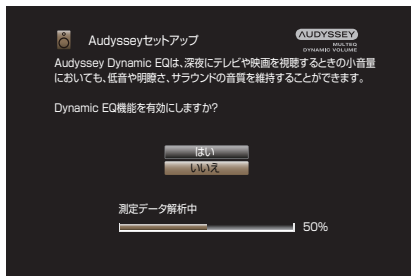 Audysseyセットアップ
AUDYSSEY
MULTEQ
DYNAMIC VOLUME
Audyssey Dynamic EQは、深夜にテレビや映画を視聴するときの小音量
においても、低音や明瞭さ、サラウンドの音質を維持することができます。
Dynamic EQ機能を有効にしますか?
はい
いいえ
測定データ解析中
50%